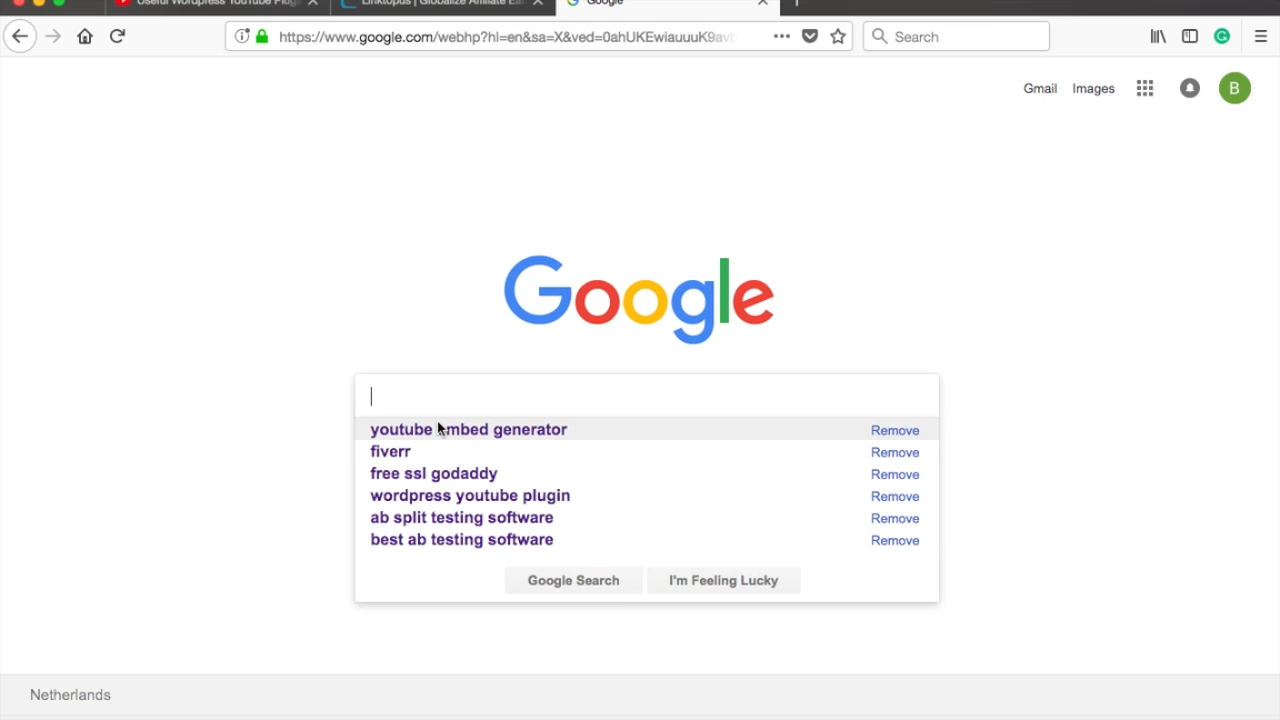 Useful Wordpress YouTube Plug
Linktopus | Globalize Affiliate Ear
Google
https://www.google.com/webhp?hl=en&sa=X&ved=0ahUKEwiauuuK9avb
Search
Gmail Images
B
Google
youtube embed generator Remove
fiverr Remove
free ssl godaddy Remove
wordpress youtube plugin Remove
ab split testing software Remove
best ab testing software Remove
Google Search I'm Feeling Lucky
Netherlands